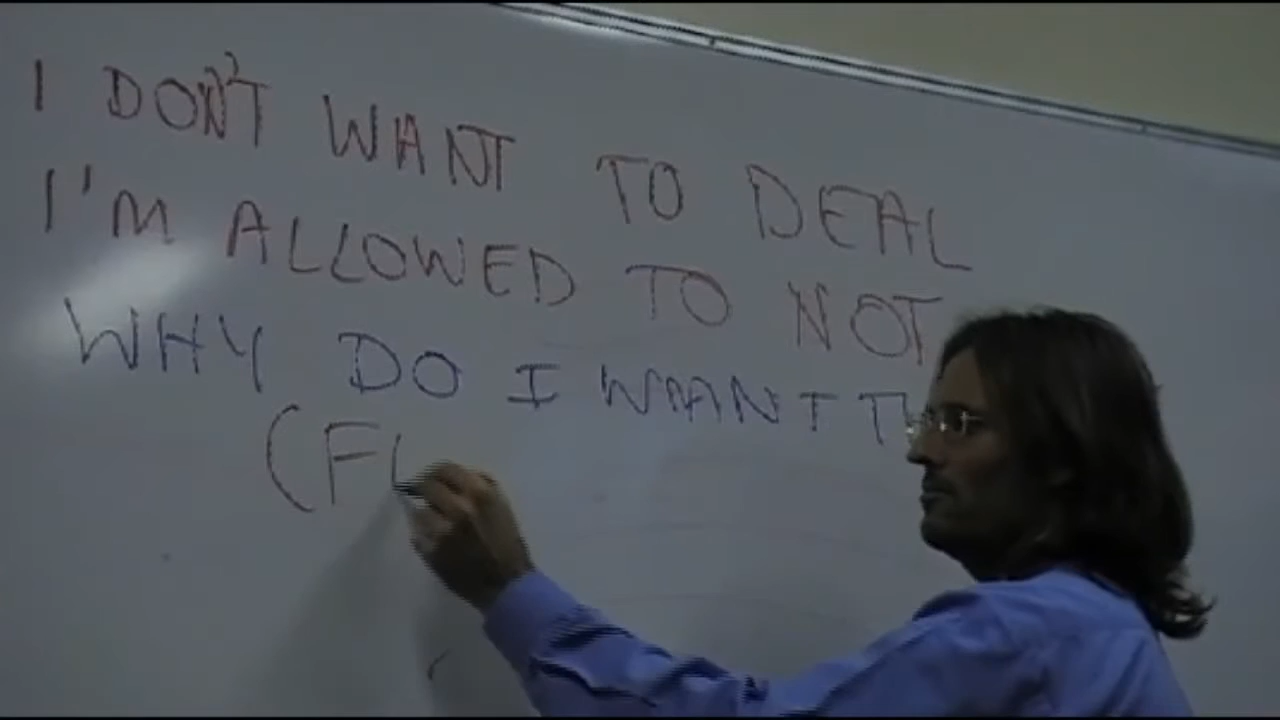 I DON'T WANT TO DEAL
I'M ALLOWED TO NOT
WHY DO I WANT
(F